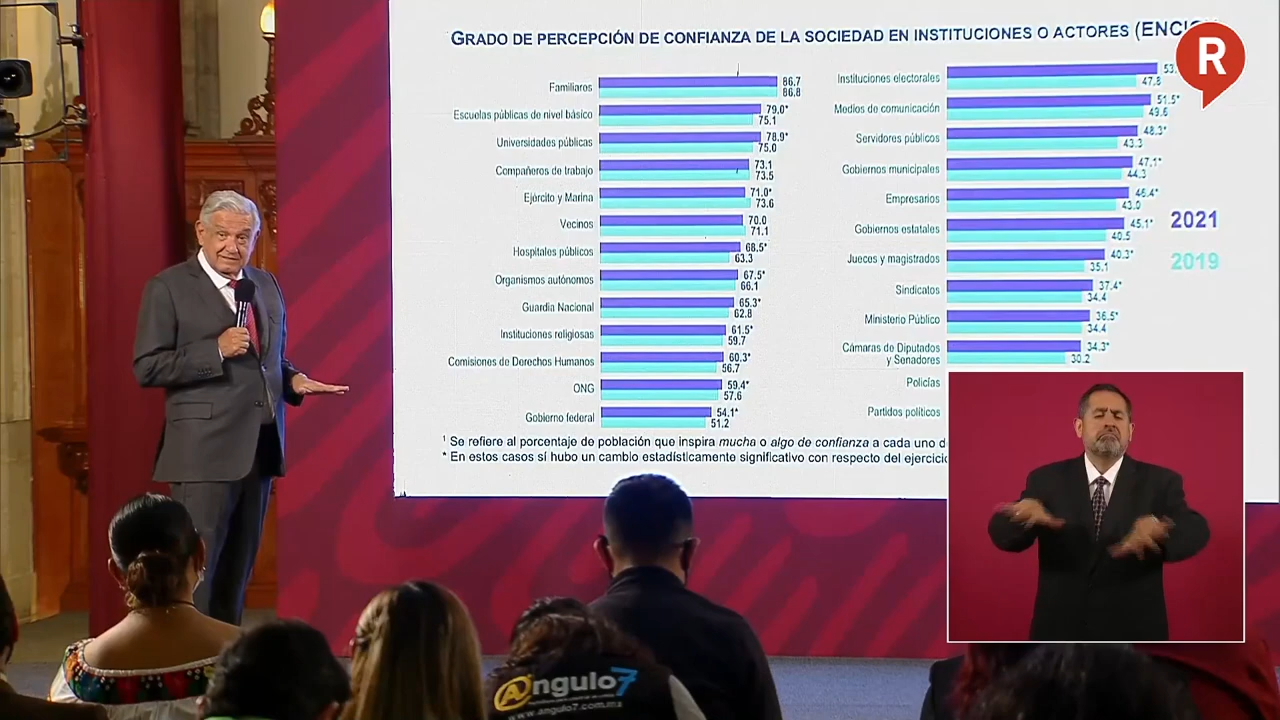 GRADO DE PERCEPCIÓN DE CONFIANZA DE LA SOCIEDAD EN INSTITUCIONES O ACTORES
R
Familiares 86.7 86.8
Escuelas públicas de nivel básico 79.0* 75.1
Universidades públicas 78.9* 75.0
Compañeros de trabajo 73.1 73.5
Ejército y Marina 71.0* 73.6
Vecinos 70.0 71.1
Hospitales públicos 68.5* 63.3
Organismos autónomos 67.5* 66.1
Guardia Nacional 65.3* 62.8
Instituciones religiosas 61.5* 59.7
Comisiones de Derechos Humanos 60.3* 56.7
ONG 59.4* 57.6
Gobierno federal 54.1* 51.2
Instituciones electorales 47.8
Medios de comunicación 51.5* 49.6
Servidores públicos 48.3* 43.3
Gobiernos municipales 47.1* 44.3
Empresarios 46.4* 43.0
Gobiernos estatales 45.1* 40.5
Jueces y magistrados 40.3* 35.1
Sindicatos 37.4* 34.4
Ministerio Público 36.5* 34.4
Cámaras de Diputados
y Senadores 34.3* 30.2
Policías
Partidos políticos
2021
2019
¹ Se refiere al porcentaje de población que inspira mucha o algo de confianza a cada uno
* En estos casos sí hubo un cambio estadísticamente significativo con respecto del
@ngulo7
www.angulo7.com.mx